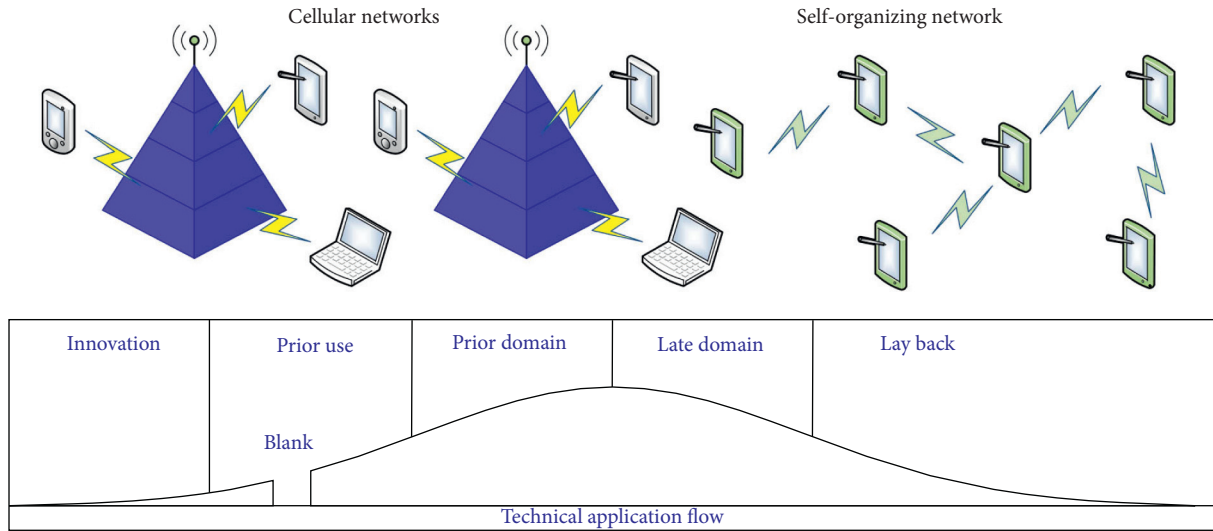 Cellular networks
Self-organizing network
Innovation
Prior use
Prior domain
Late domain
Lay back
Blank
Technical application flow